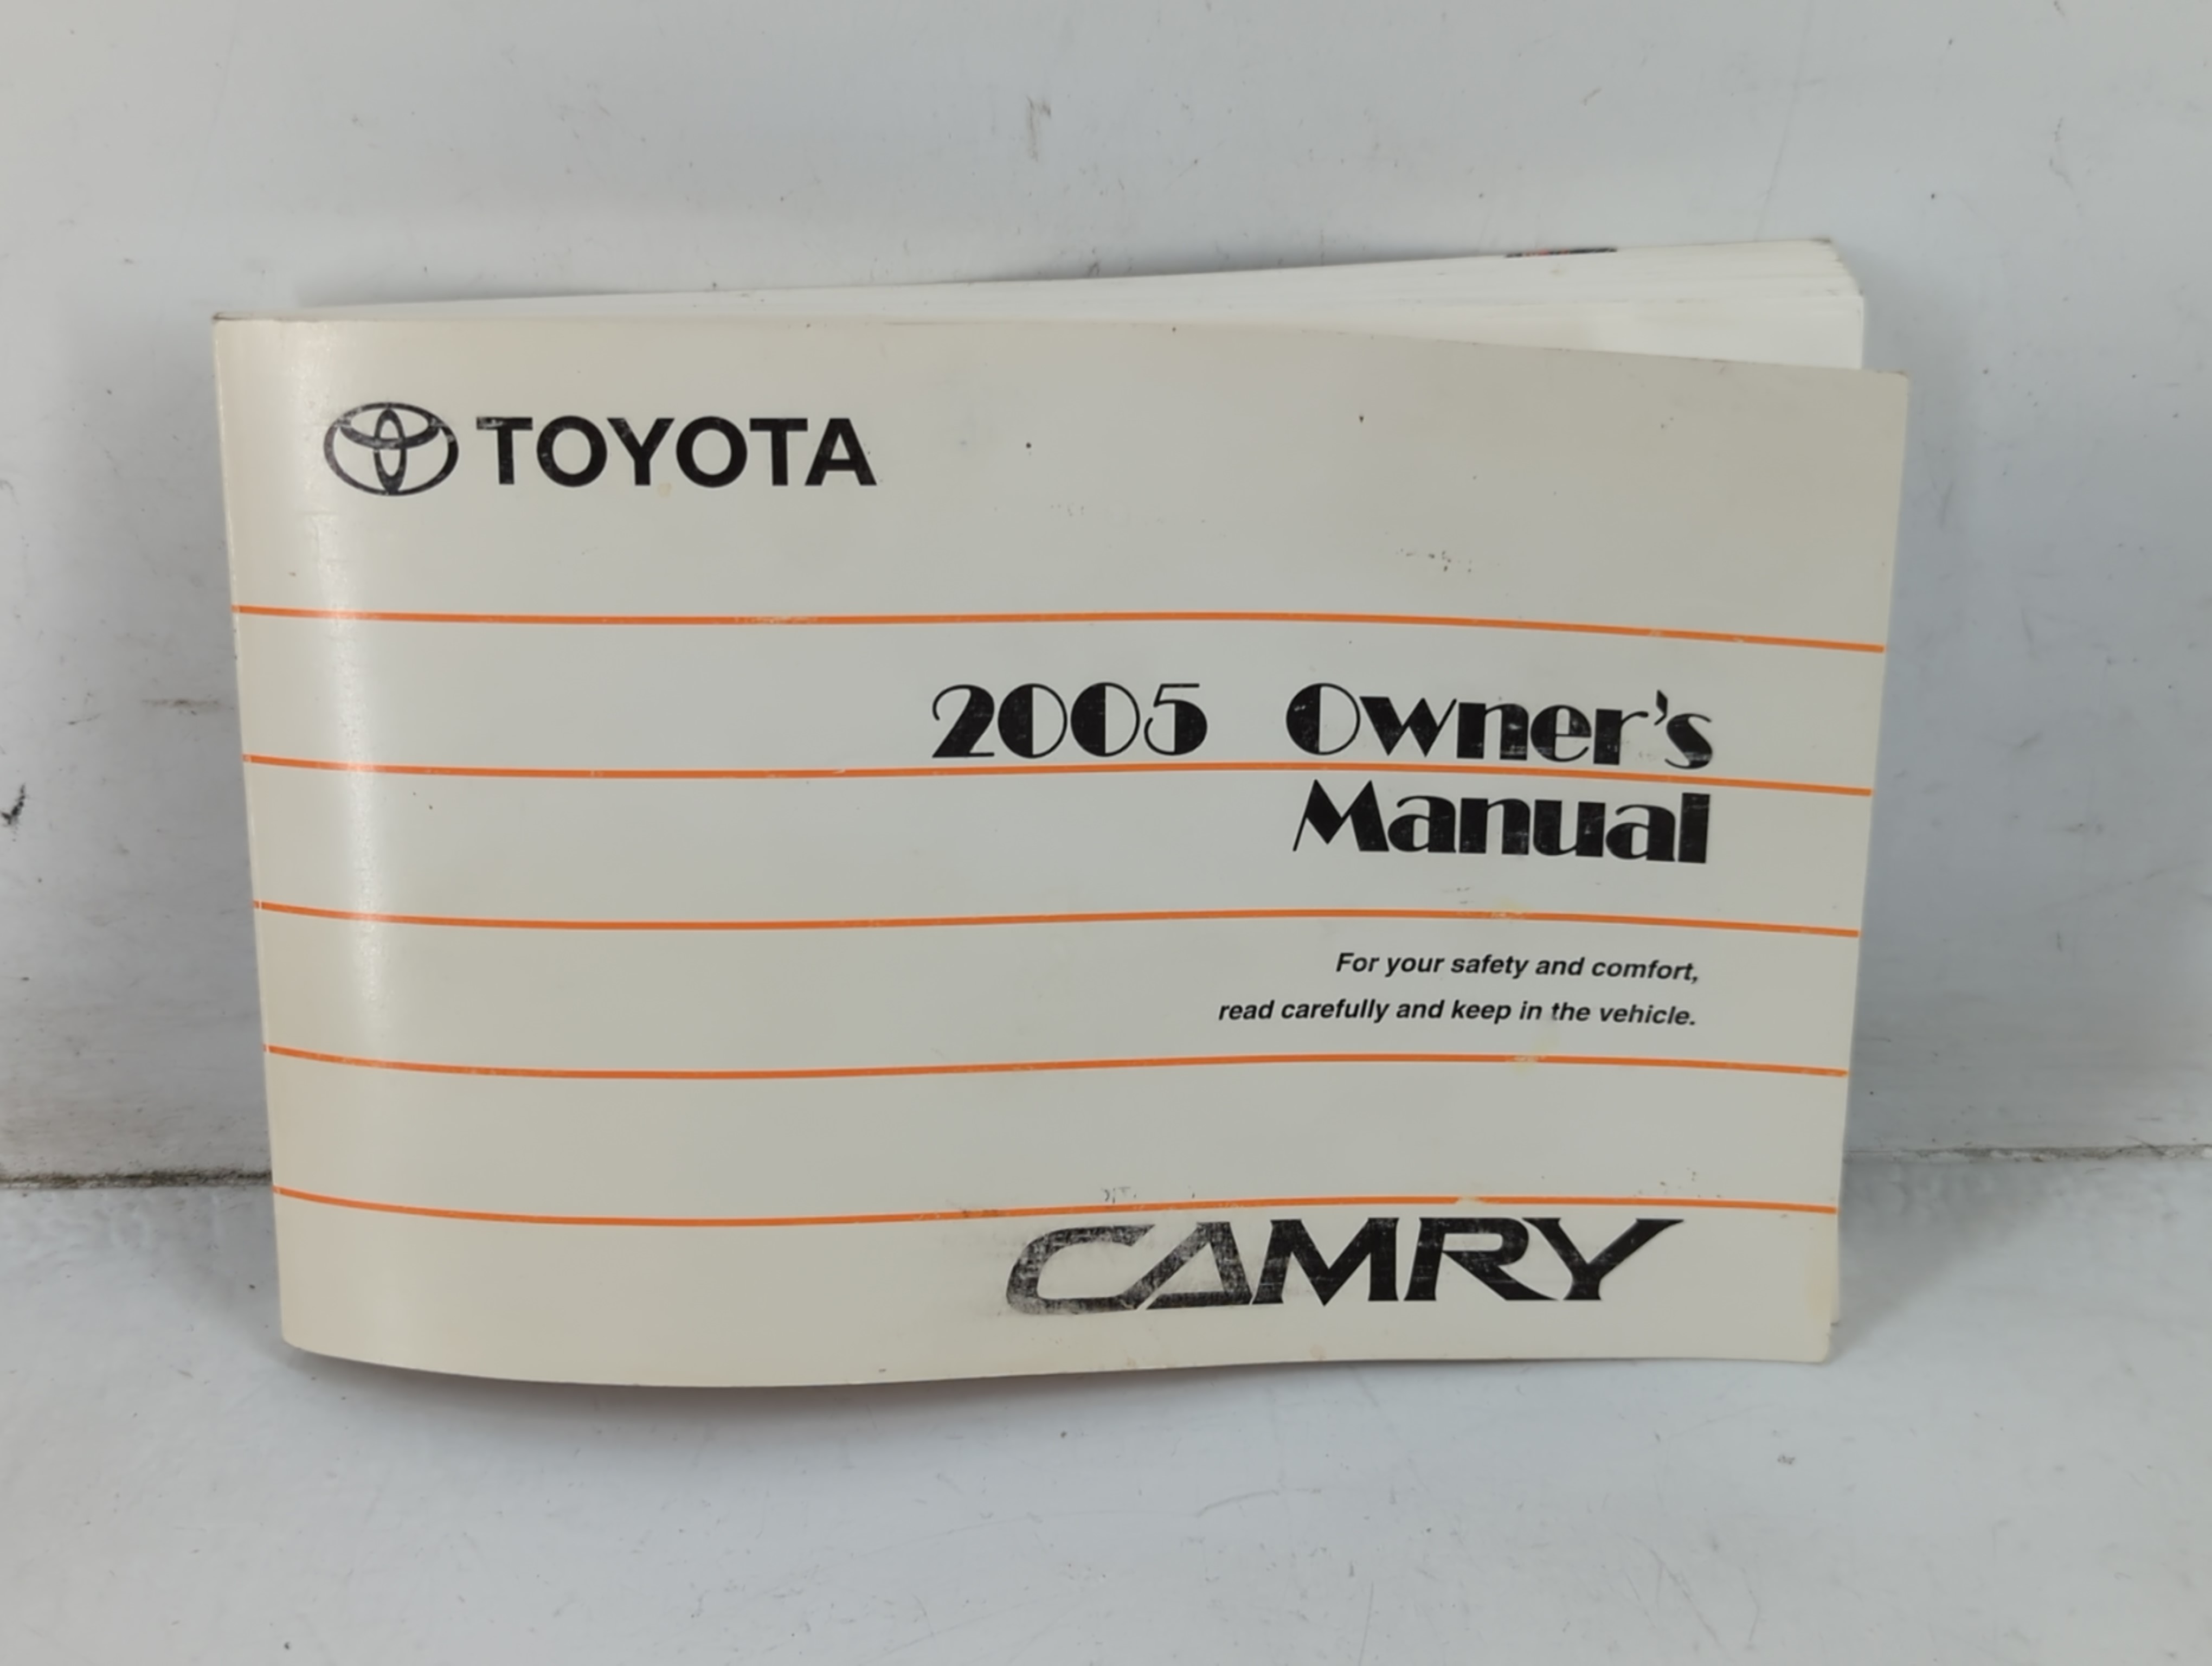 TOYOTA
2005 Owner's
Manual
For your safety and comfort,
read carefully and keep in the vehicle.
CAMRY